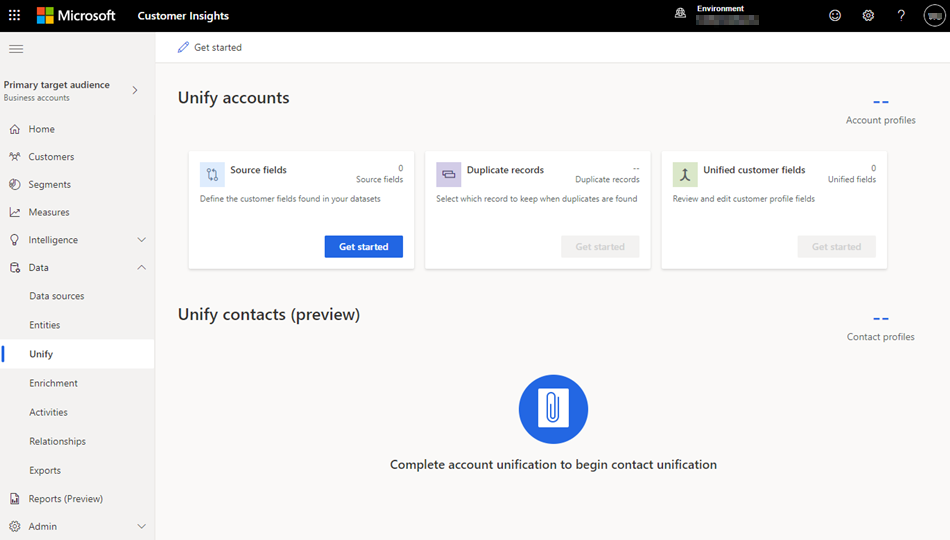 Microsoft Customer Insights
Environment
?
Get started
Primary target audience
Business accounts
Home
Customers
Segments
Measures
Intelligence
Data
Data sources
Entities
Unify
Enrichment
Activities
Relationships
Exports
Reports (Preview)
Admin
Unify accounts
--
Account profiles
Source fields
0
Source fields
Define the customer fields found in your datasets
Get started
Duplicate records
--
Duplicate records
Select which record to keep when duplicates are found
Get started
Unified customer fields
0
Unified fields
Review and edit customer profile fields
Get started
Unify contacts (preview)
--
Contact profiles
Complete account unification to begin contact unification